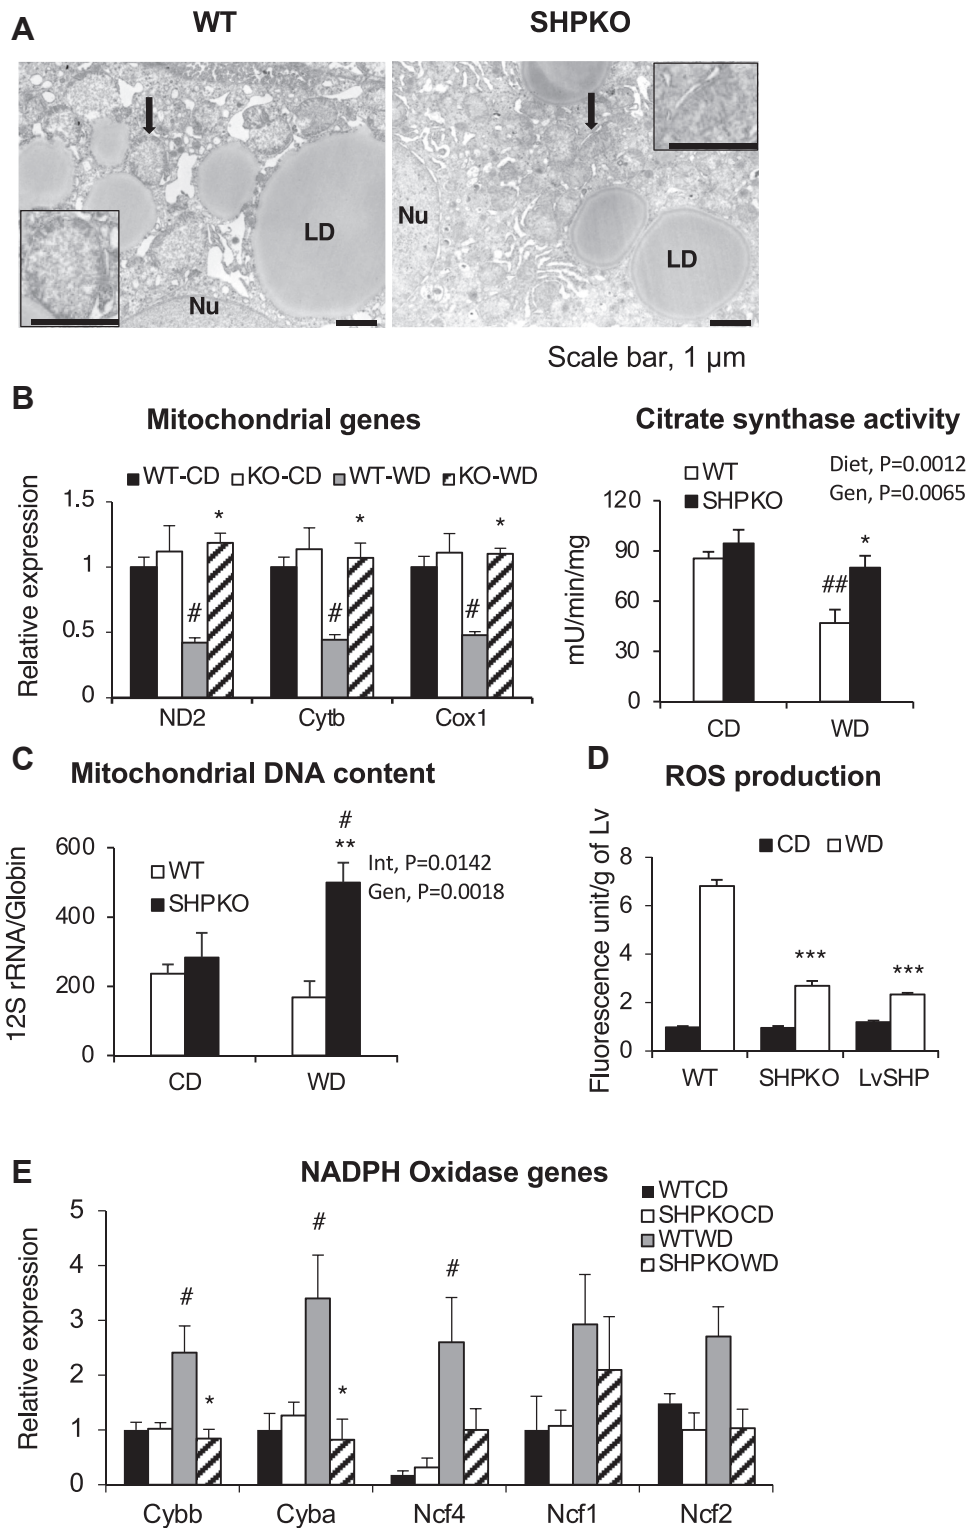 A
WT
SHPKO
LD
Nu
Nu
LD
Scale bar, 1 μm
B
Mitochondrial genes
WT-CD KO-CD WT-WD KO-WD
Relative expression
1.5
1
0.5
0
* * *
# # #
ND2 Cytb Cox1
Citrate synthase activity
WT
SHPKO
Diet, P=0.0012
Gen, P=0.0065
mU/min/mg
120
90
60
30
0
*
##
CD WD
C
Mitochondrial DNA content
12S rRNA/Globin
600
400
200
0
WT
SHPKO
#
**
Int, P=0.0142
Gen, P=0.0018
CD WD
D
ROS production
CD WD
Fluorescence unit/g of Lv
8
6
4
2
0
*** ***
WT SHPKO LvSHP
E
NADPH Oxidase genes
WTCD
SHPKOCD
WTWD
SHPKOWD
Relative expression
5
4
3
2
1
0
# # #
* *
Cybb Cyba Ncf4 Ncf1 Ncf2